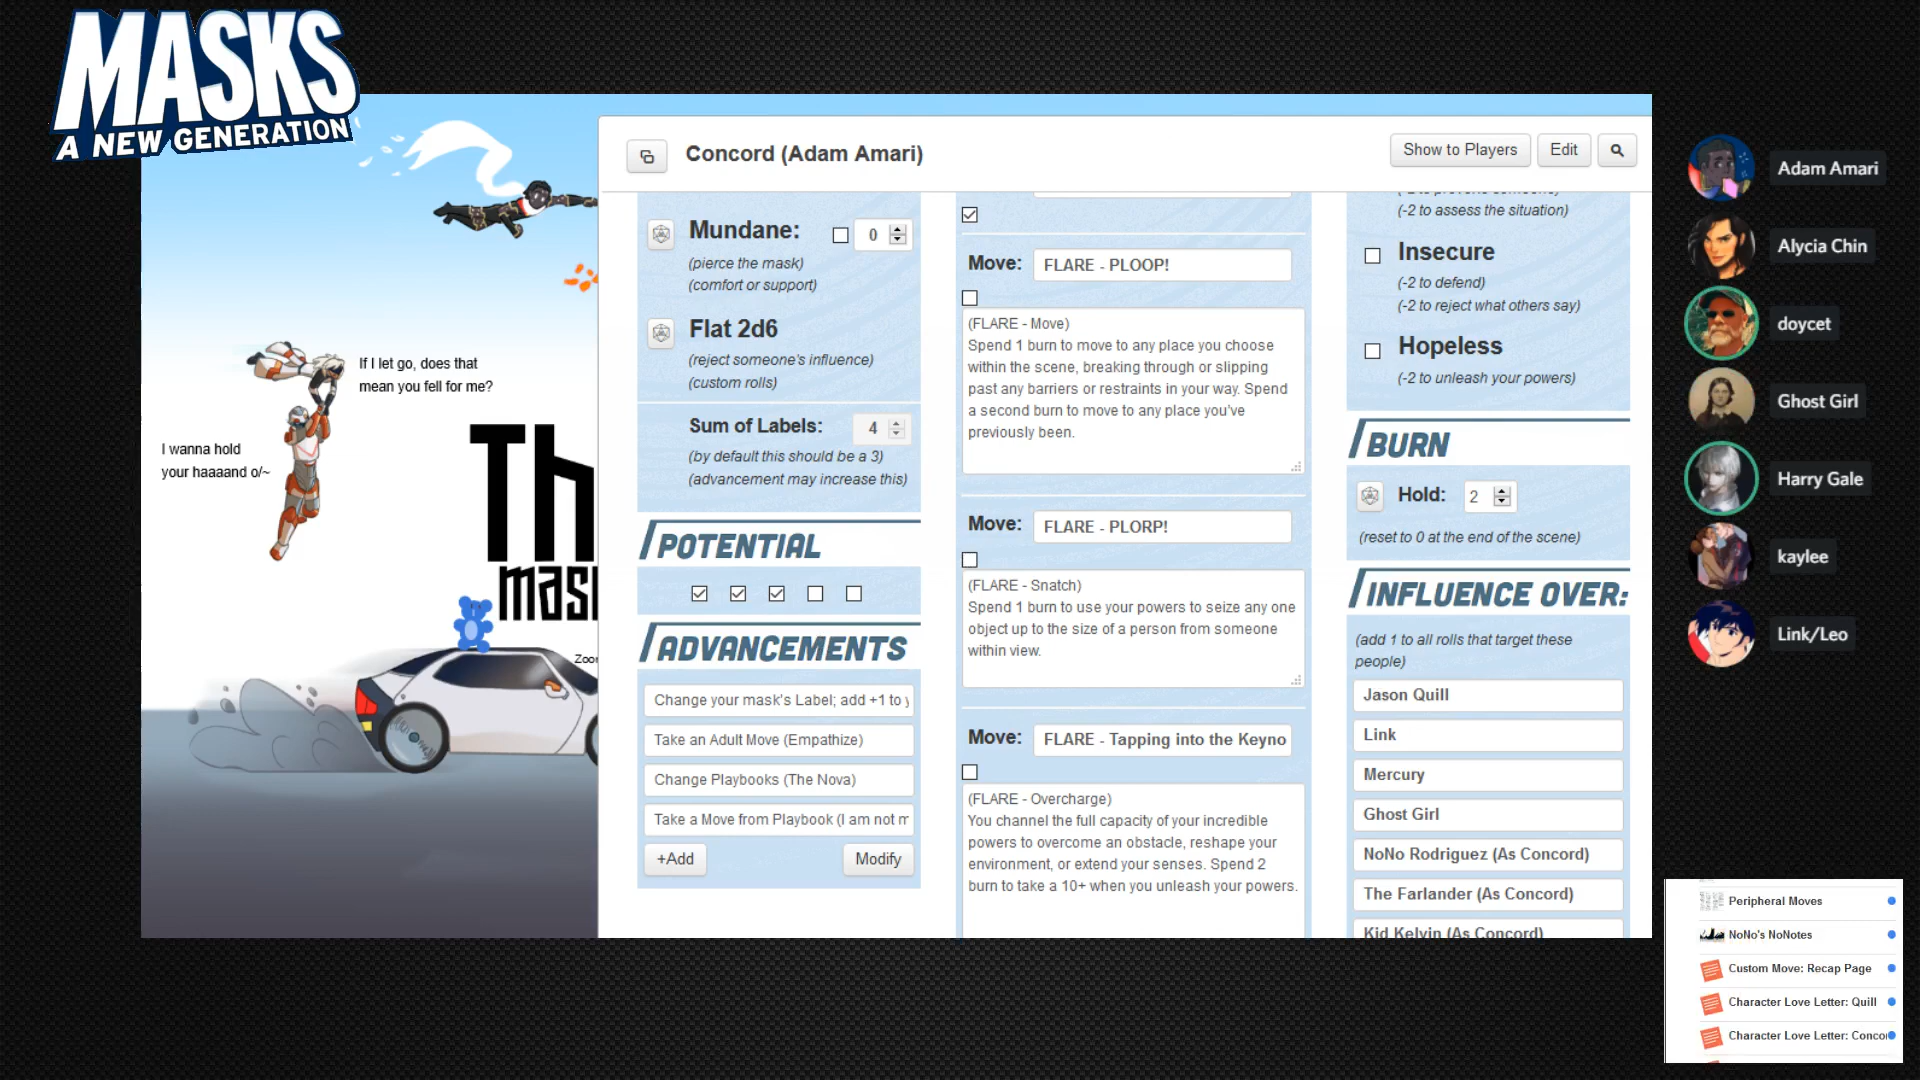 MASKS
A NEW GENERATION
If I let go, does that
mean you fell for me?
I wanna hold
your haaaand o/~
Th
mas
Concord (Adam Amari)
Show to Players
Edit
Mundane:
0
(pierce the mask)
(comfort or support)
Flat 2d6
(reject someone's influence)
(custom rolls)
Sum of Labels:
4
(by default this should be a 3)
(advancement may increase this)
POTENTIAL
ADVANCEMENTS
Change your mask's Label; add +1 to y
Take an Adult Move (Empathize)
Change Playbooks (The Nova)
Take a Move from Playbook (I am not m
+Add
Modify
Move:
FLARE - PLOOP!
(FLARE - Move)
Spend 1 burn to move to any place you choose
within the scene, breaking through or slipping
past any barriers or restraints in your way. Spend
a second burn to move to any place you've
previously been.
Move:
FLARE - PLORP!
(FLARE - Snatch)
Spend 1 burn to use your powers to seize any one
object up to the size of a person from someone
within view.
Move:
FLARE - Tapping into the Keyno
(FLARE - Overcharge)
You channel the full capacity of your incredible
powers to overcome an obstacle, reshape your
environment, or extend your senses. Spend 2
burn to take a 10+ when you unleash your powers.
(-2 to assess the situation)
Insecure
(-2 to defend)
(-2 to reject what others say)
Hopeless
(-2 to unleash your powers)
BURN
Hold:
2
(reset to 0 at the end of the scene)
INFLUENCE OVER:
(add 1 to all rolls that target these
people)
Jason Quill
Link
Mercury
Ghost Girl
NoNo Rodriguez (As Concord)
The Farlander (As Concord)
Kid Kelvin (As Concord)
Adam Amari
Alycia Chin
doycet
Ghost Girl
Harry Gale
kaylee
Link/Leo
Peripheral Moves
NoNo's NoNotes
Custom Move: Recap Page
Character Love Letter: Quill
Character Love Letter: Conco